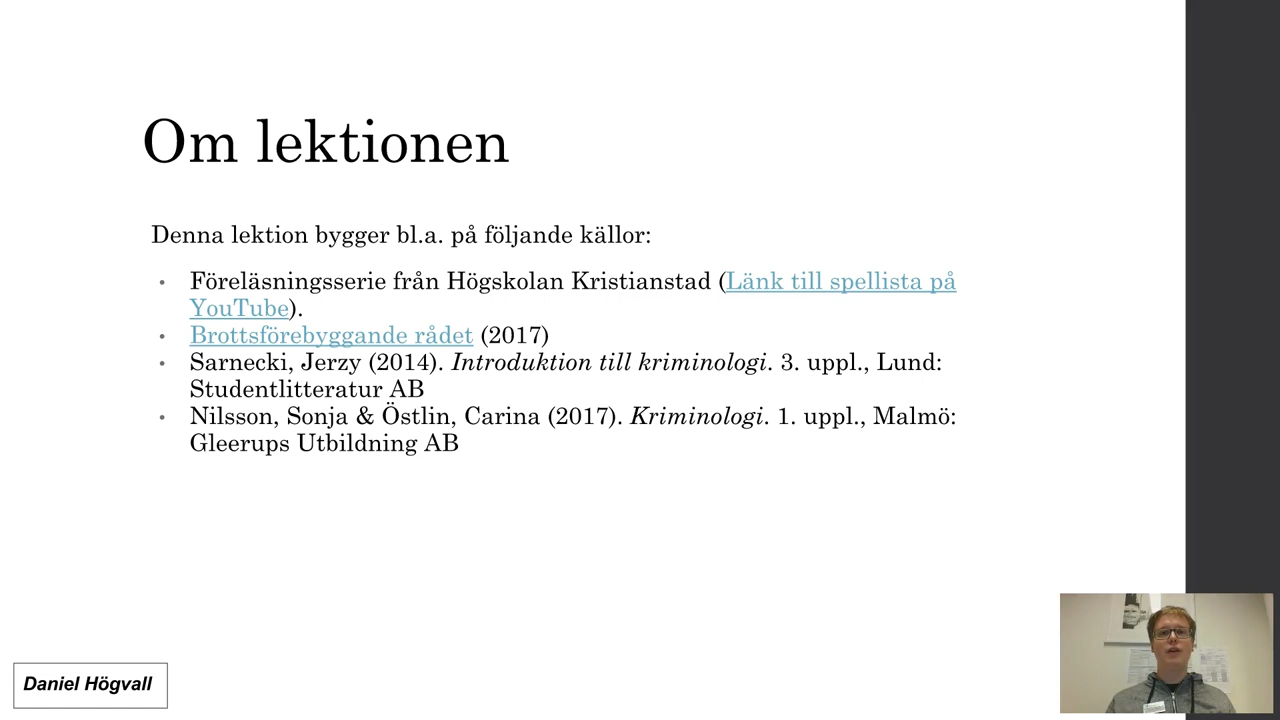 Om lektionen
Denna lektion bygger bl.a. på följande källor:
• Föreläsningsserie från Högskolan Kristianstad (Länk till spellista på
YouTube).
• Brottsförebyggande rådet (2017)
• Sarnecki, Jerzy (2014). Introduktion till kriminologi. 3. uppl., Lund:
Studentlitteratur AB
• Nilsson, Sonja & Östlin, Carina (2017). Kriminologi. 1. uppl., Malmö:
Gleerups Utbildning AB
Daniel Högvall